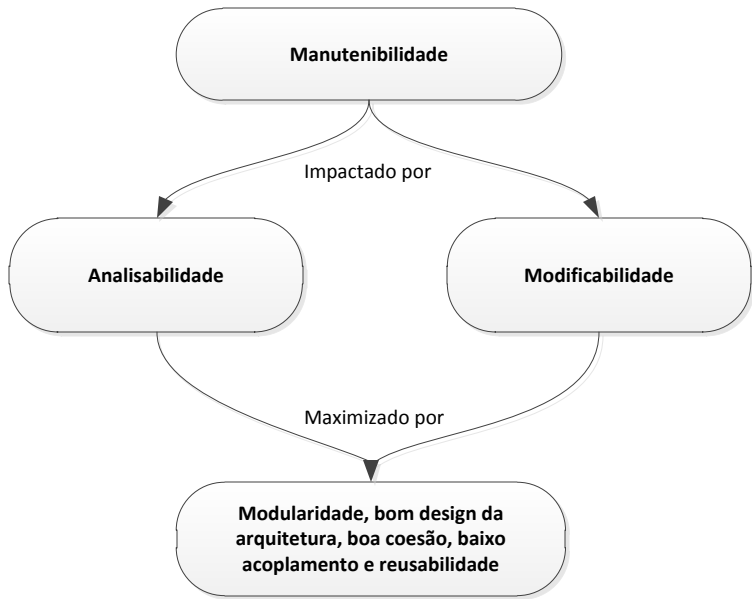 Manutenibilidade
Impactado por
Analisabilidade
Modificabilidade
Maximizado por
Modularidade, bom design da
arquitetura, boa coesão, baixo
acoplamento e reusabilidade